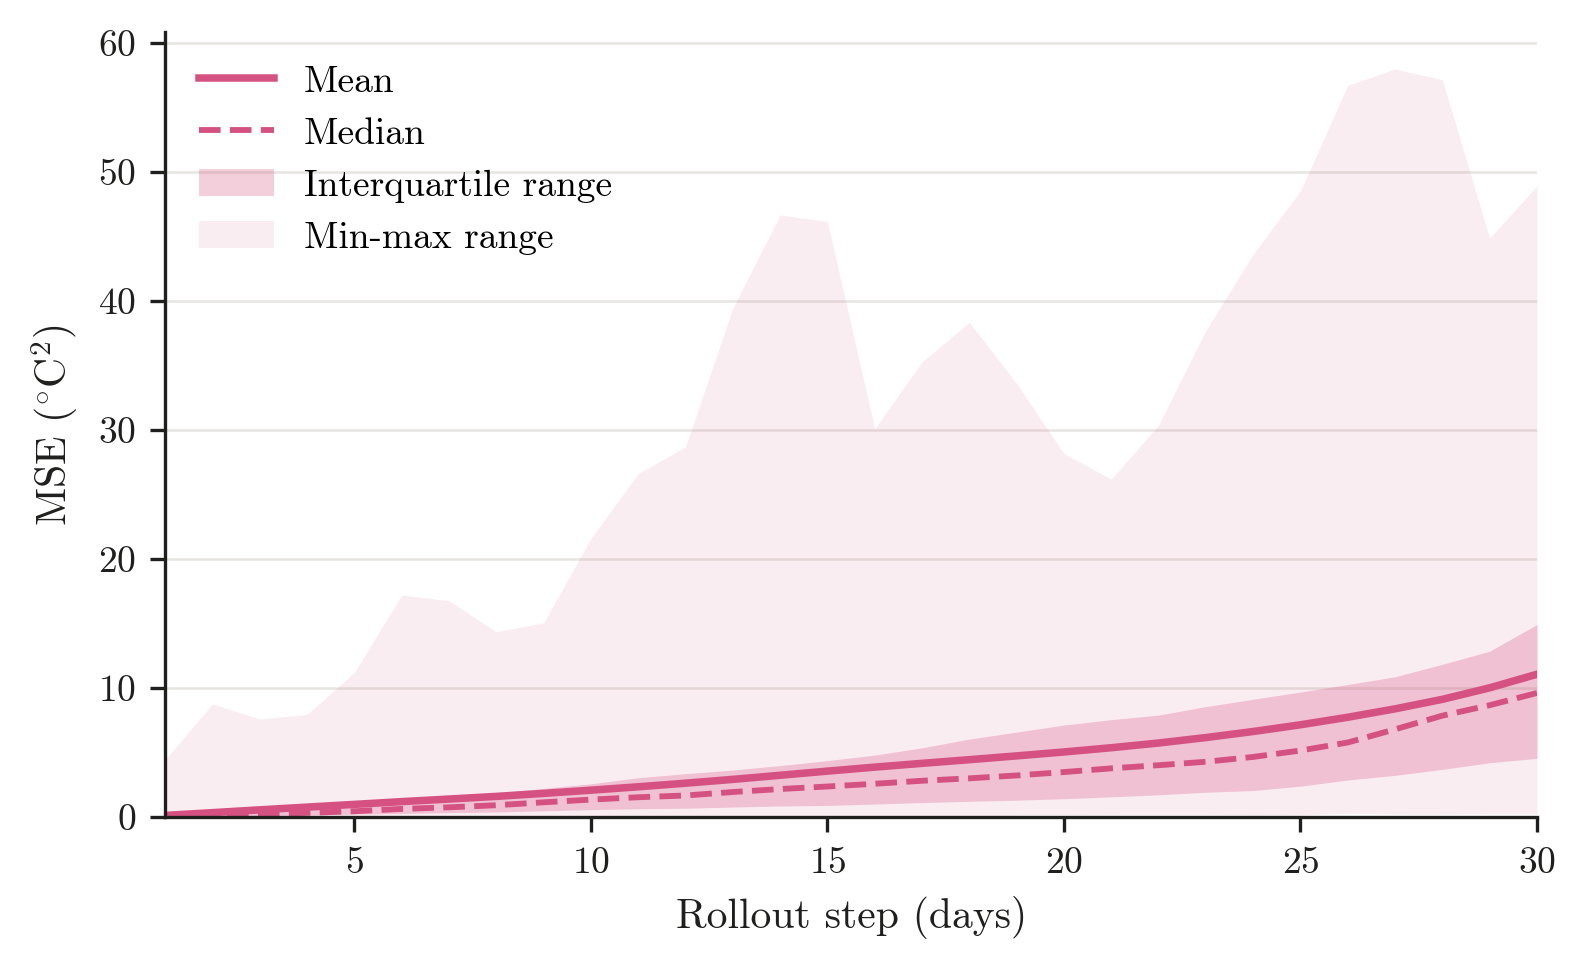 60
50
40
30
20
10
0
MSE (°C²)
Mean
Median
Interquartile range
Min-max range
5 10 15 20 25 30
Rollout step (days)